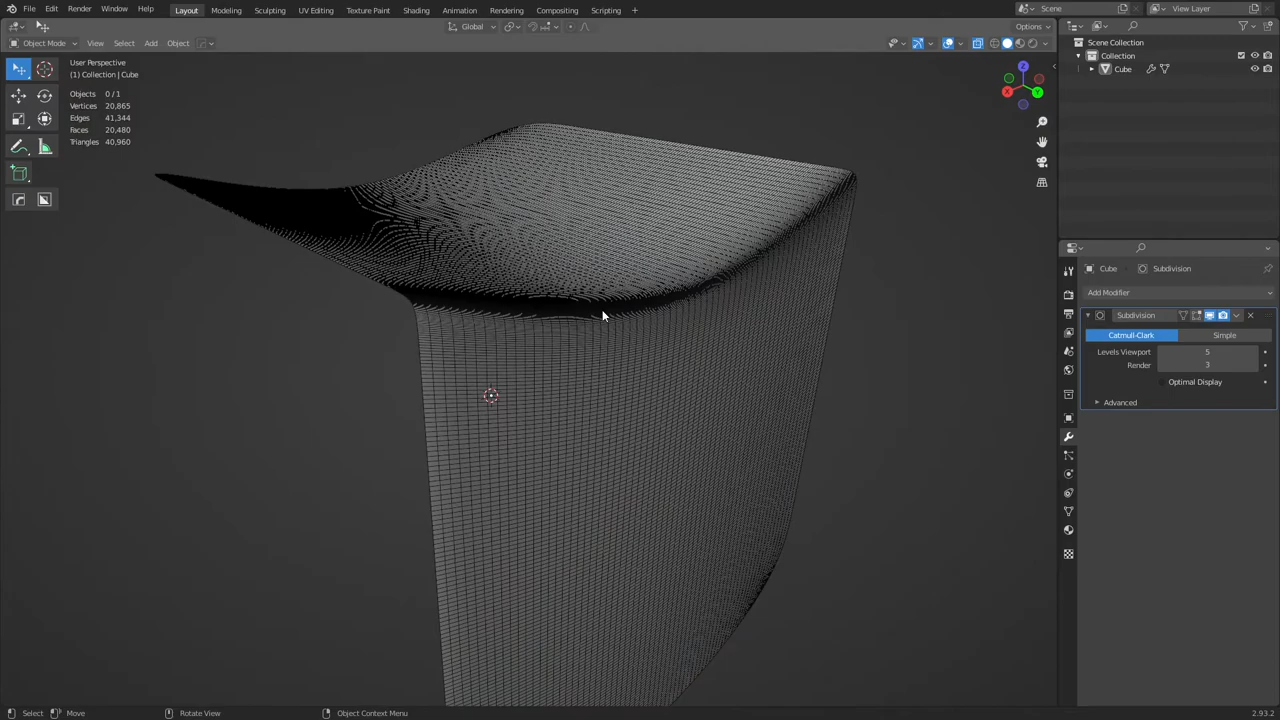 File Edit Render Window Help Layout Modeling Sculpting UV Editing Texture Paint Shading Animation Rendering Compositing Scripting + Scene View Layer
Global Options
Object Mode View Select Add Object
User Perspective
(1) Collection | Cube
Objects 0 / 1
Vertices 20,865
Edges 41,344
Faces 20,480
Triangles 40,960
Z
X
Y
Scene Collection
Collection
Cube
Cube Subdivision
Add Modifier
Subdivision
Catmull-Clark Simple
Levels Viewport 5
Render 3
Optimal Display
Advanced
Select Move Rotate View Object Context Menu 2.93.2